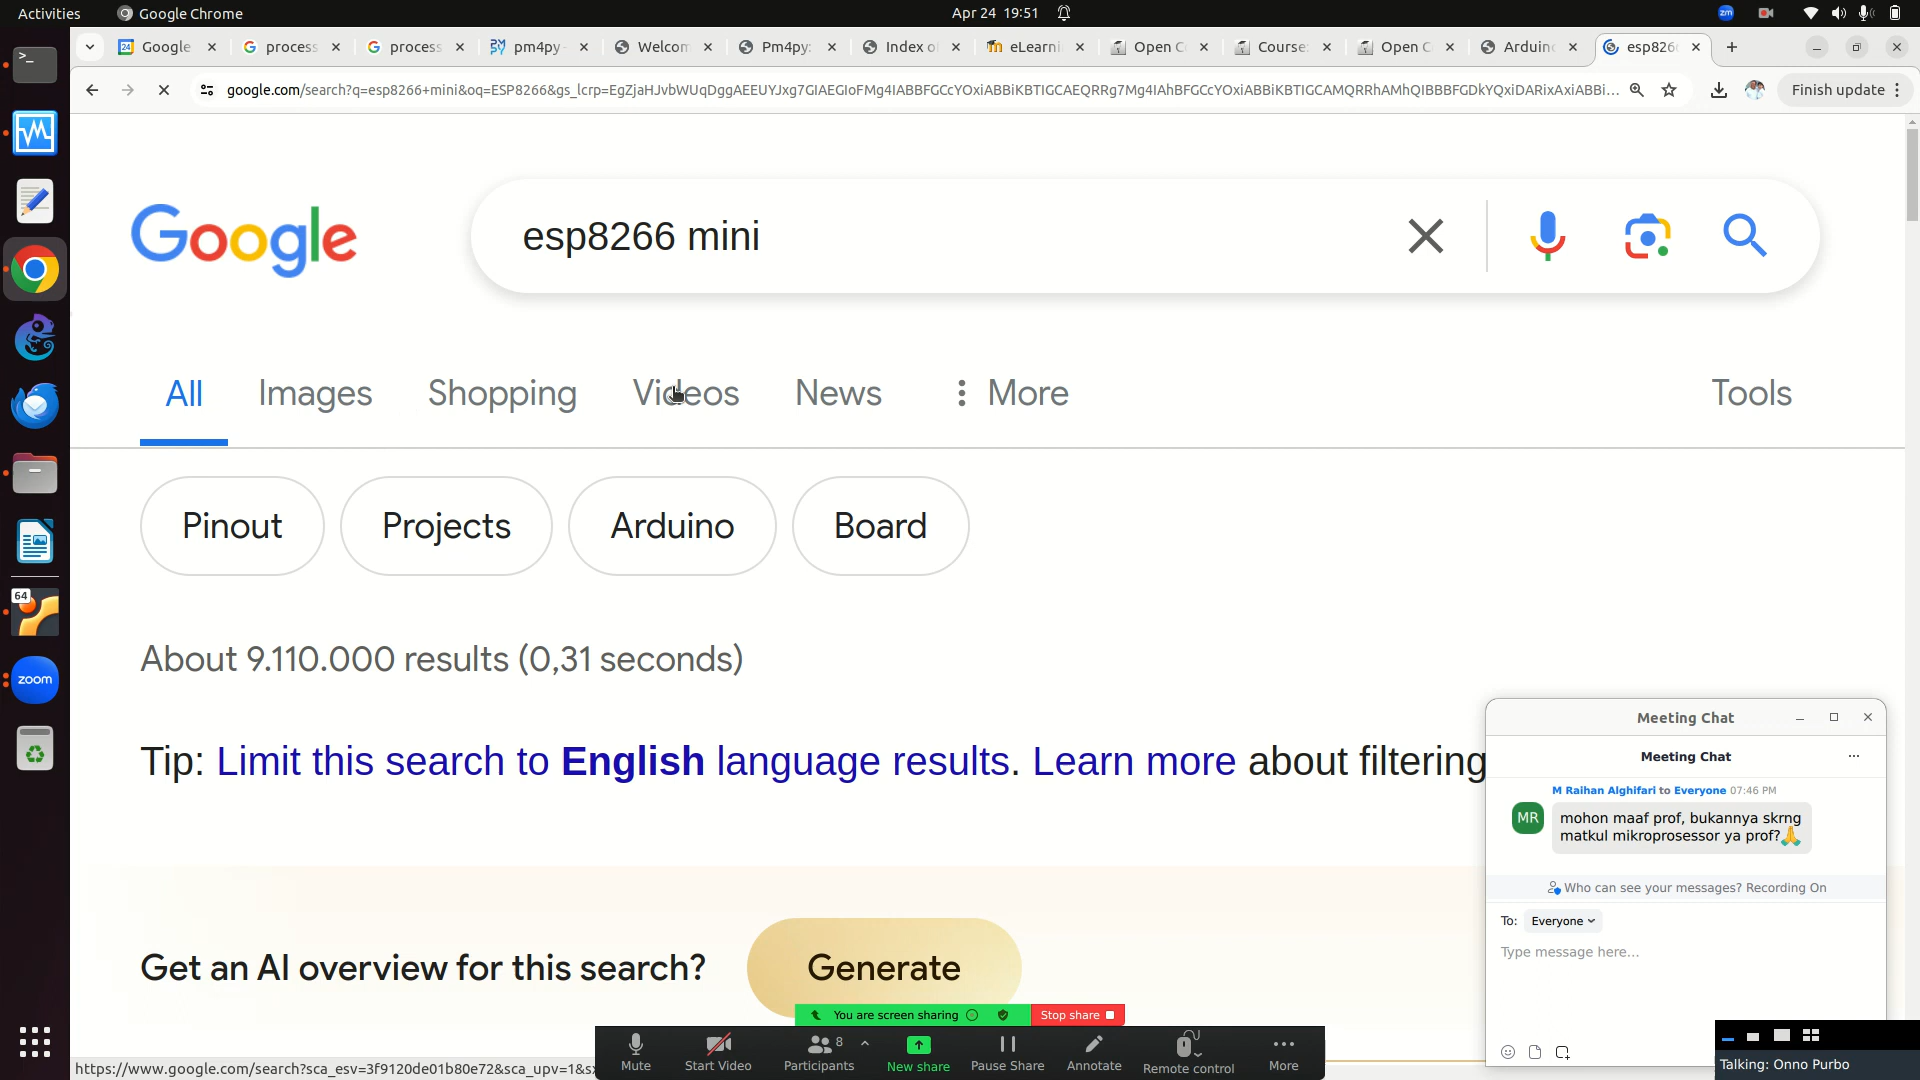 Activities
Google Chrome
Apr 24 19:51
zm
Google
process
process
pm4py
Welcom
Pm4py:
Index o
eLearni
Open C
Course:
Open C
Arduino
esp826
google.com/search?q=esp8266+mini&oq=ESP8266&gs_lcrp=EgZjaHJvbWUqDggAEEUYJxg7GIAEGIoFMg4IABBFGCcYOxiABBiKBTIGCAEQRRg7Mg4IAhBFGCcYOxiABBiKBTIGCAMQRRhAMhQIBBBFGDkYQxiDARixAxiABBi...
Finish update
Google
esp8266 mini
All
Images
Shopping
Videos
News
More
Tools
Pinout
Projects
Arduino
Board
About 9.110.000 results (0,31 seconds)
Tip: Limit this search to English language results. Learn more about filtering
Get an AI overview for this search?
Generate
64
zoom
Meeting Chat
Meeting Chat
M Raihan Alghifari to Everyone 07:46 PM
MR
mohon maaf prof, bukannya skrng
matkul mikroprosessor ya prof?🙏
Who can see your messages? Recording On
To: Everyone
Type message here...
You are screen sharing
Stop share
Mute
Start Video
8
Participants
New share
Pause Share
Annotate
Remote control
More
Talking: Onno Purbo
https://www.google.com/search?sca_esv=3f9120de01b80e72&sca_upv=1&s